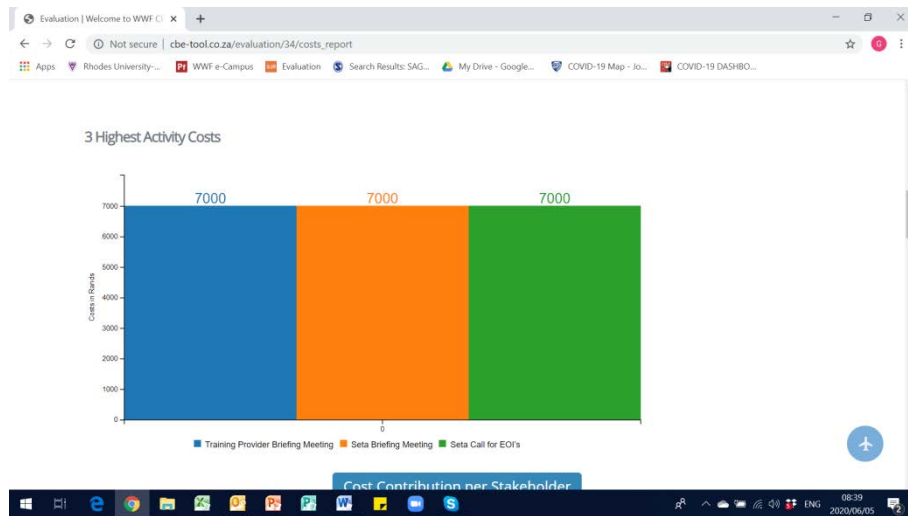 Evaluation | Welcome to WWF Cl
Not secure | cbe-tool.co.za/evaluation/34/costs_report
G
Apps Rhodes University-... WWF e-Campus Evaluation Search Results: SAG... My Drive - Google... COVID-19 Map - Jo... COVID-19 DASHBO...
3 Highest Activity Costs
7000 7000 7000
7000
6000
5000
4000
3000
2000
1000
0
Costs in Rands
0
Training Provider Briefing Meeting Seta Briefing Meeting Seta Call for EOI's
Cost Contribution per Stakeholder
ENG 08:39
2020/06/05
2